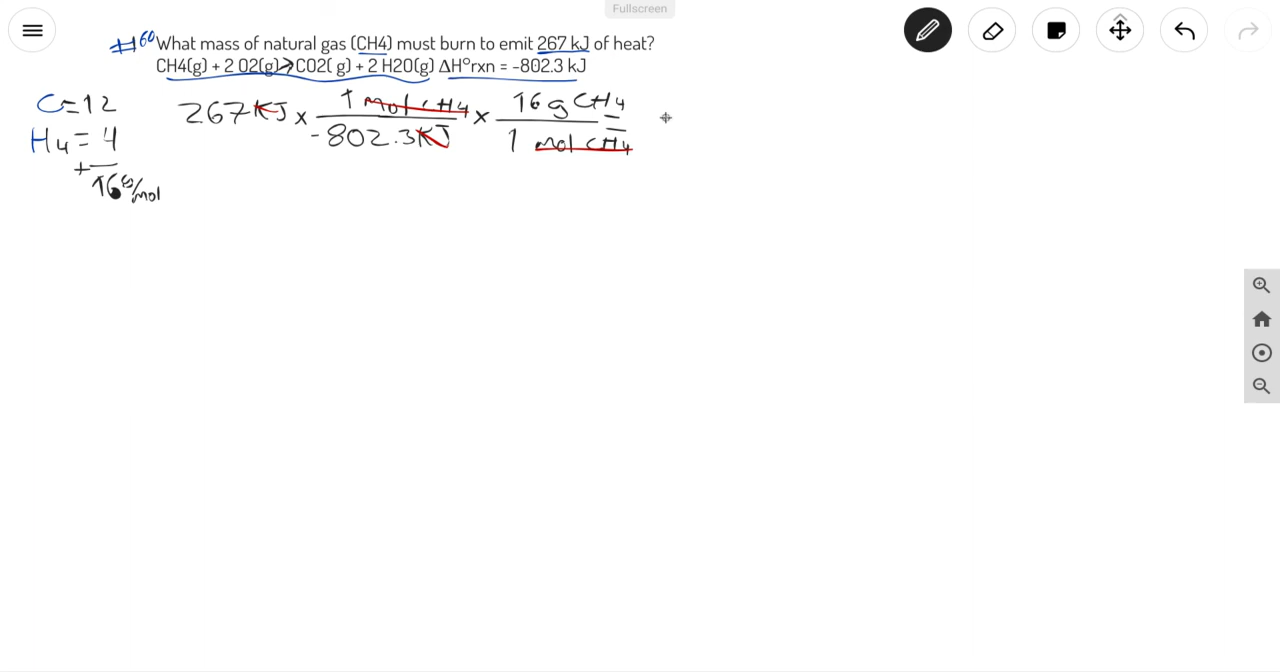 Fullscreen
#60 What mass of natural gas (CH4) must burn to emit 267 kJ of heat?
CH4(g) + 2 O2(g)→CO2( g) + 2 H2O(g) ΔH°rxn = -802.3 kJ
C=12
H4 = 4
+
16 g/mol
267 KJ x 1 mol CH4 / -802.3 KJ x 16 g CH4 / 1 mol CH4 =